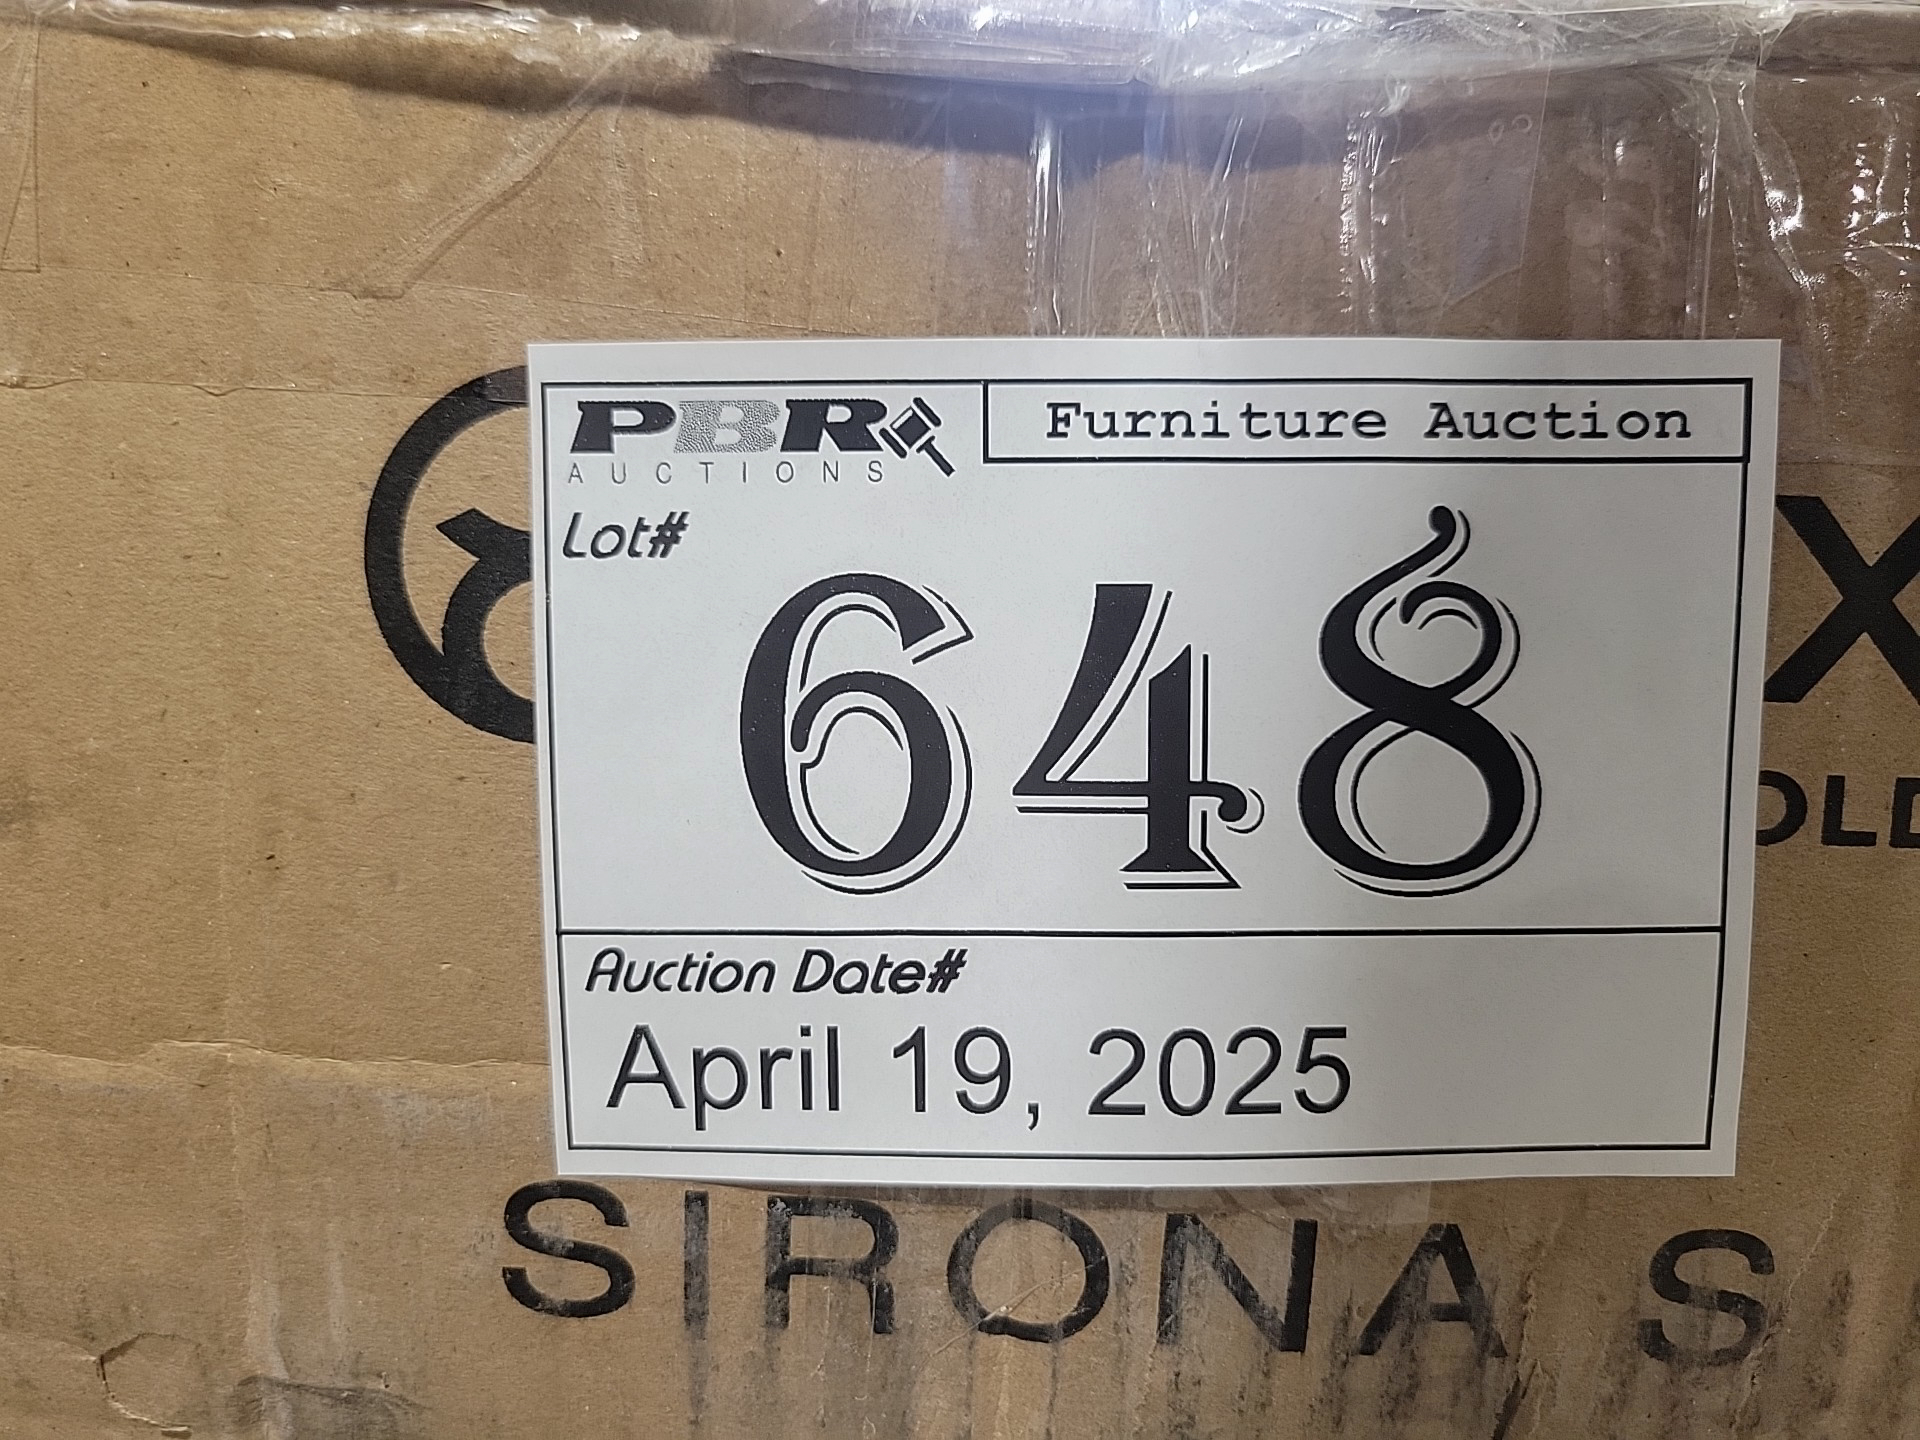 PBR
AUCTIONS
Furniture Auction
Lot#
648
X
OLD
Auction Date#
April 19, 2025
SIRONA S